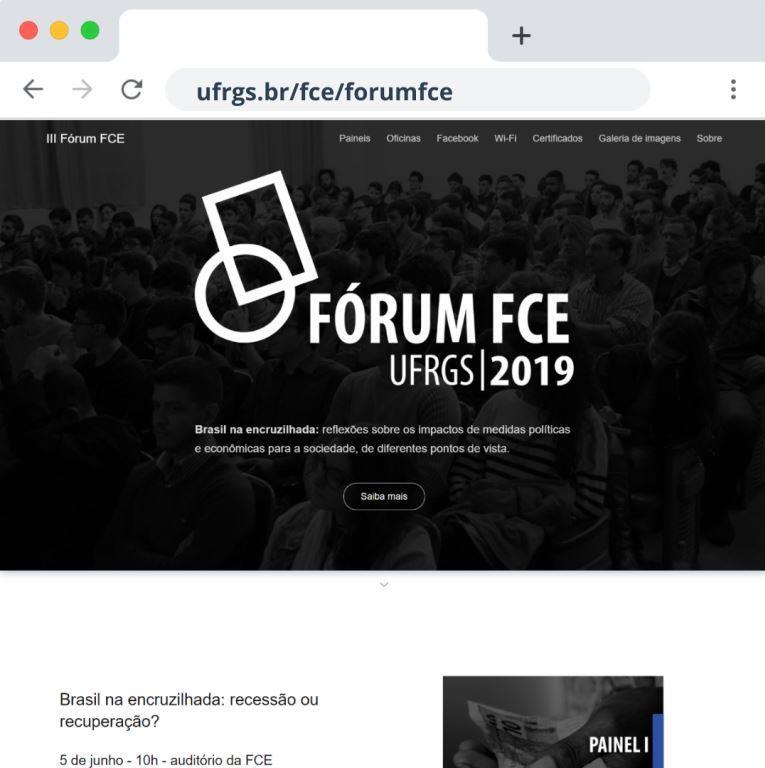 ufrgs.br/fce/forumfce
III Fórum FCE Paineis Oficinas Facebook Wi-Fi Certificados Galeria de imagens Sobre
FÓRUM FCE
UFRGS|2019
Brasil na encruzilhada: reflexões sobre os impactos de medidas políticas
e econômicas para a sociedade, de diferentes pontos de vista.
Saiba mais
Brasil na encruzilhada: recessão ou
recuperação?
PAINEL I
5 de junho - 10h - auditório da FCE